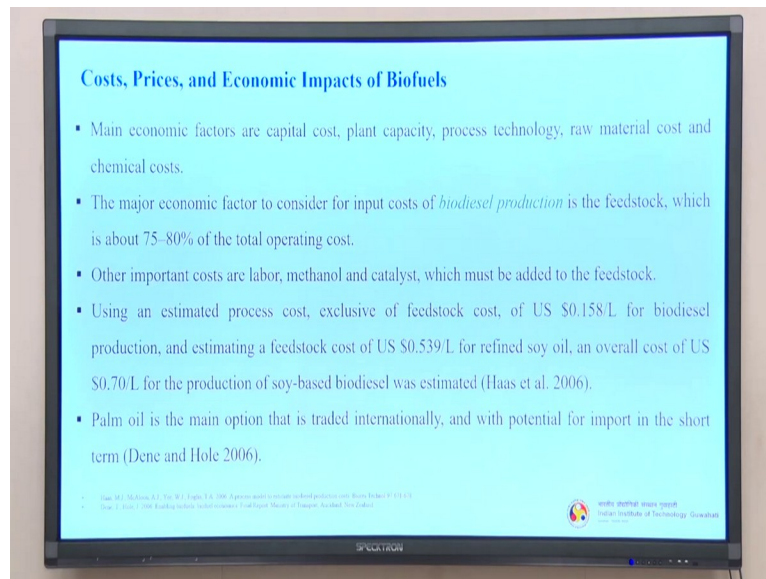 Costs, Prices, and Economic Impacts of Biofuels
▪ Main economic factors are capital cost, plant capacity, process technology, raw material cost and
chemical costs.
▪ The major economic factor to consider for input costs of biodiesel production is the feedstock, which
is about 75–80% of the total operating cost.
▪ Other important costs are labor, methanol and catalyst, which must be added to the feedstock.
▪ Using an estimated process cost, exclusive of feedstock cost, of US $0.158/L for biodiesel
production, and estimating a feedstock cost of US $0.539/L for refined soy oil, an overall cost of US
$0.70/L for the production of soy-based biodiesel was estimated (Haas et al. 2006).
▪ Palm oil is the main option that is traded internationally, and with potential for import in the short
term (Dene and Hole 2006).
Indian Institute of Technology Guwahati
SPECKTRON